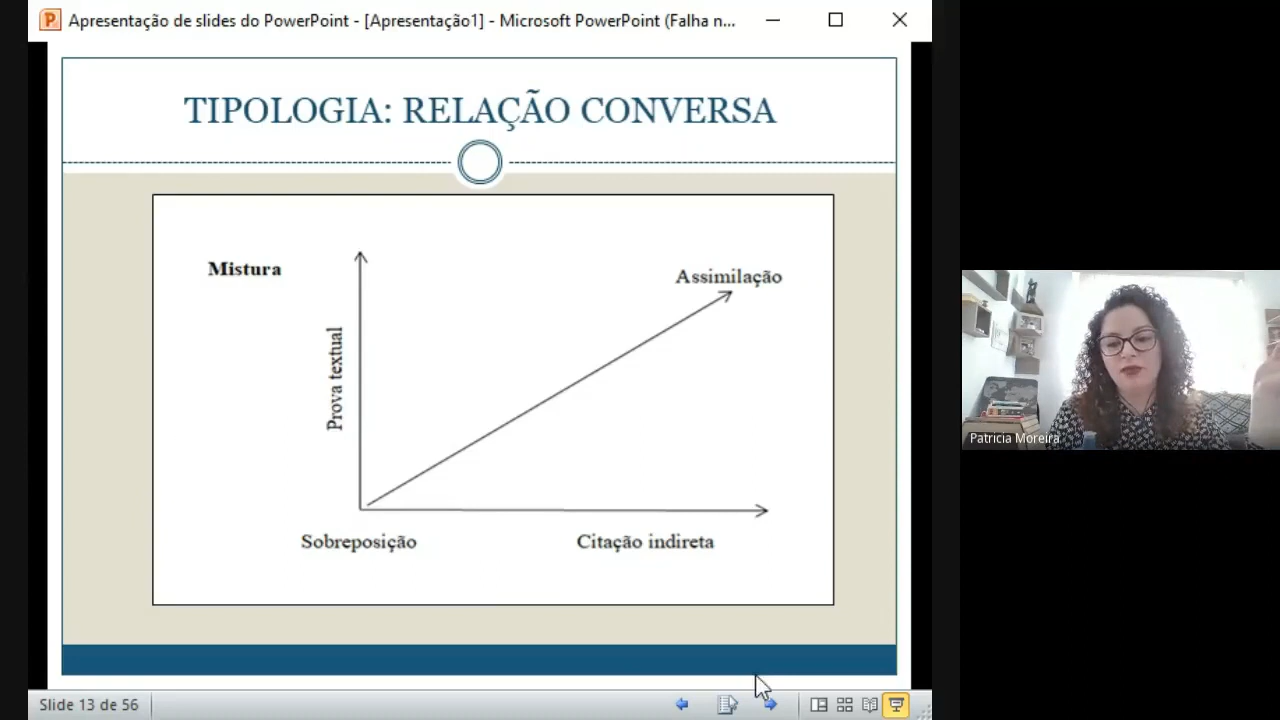 Apresentação de slides do PowerPoint - [Apresentação1] - Microsoft PowerPoint (Falha n...
TIPOLOGIA: RELAÇÃO CONVERSA
Mistura
Assimilação
Prova textual
Sobreposição
Citação indireta
Patricia Moreira
Slide 13 de 56